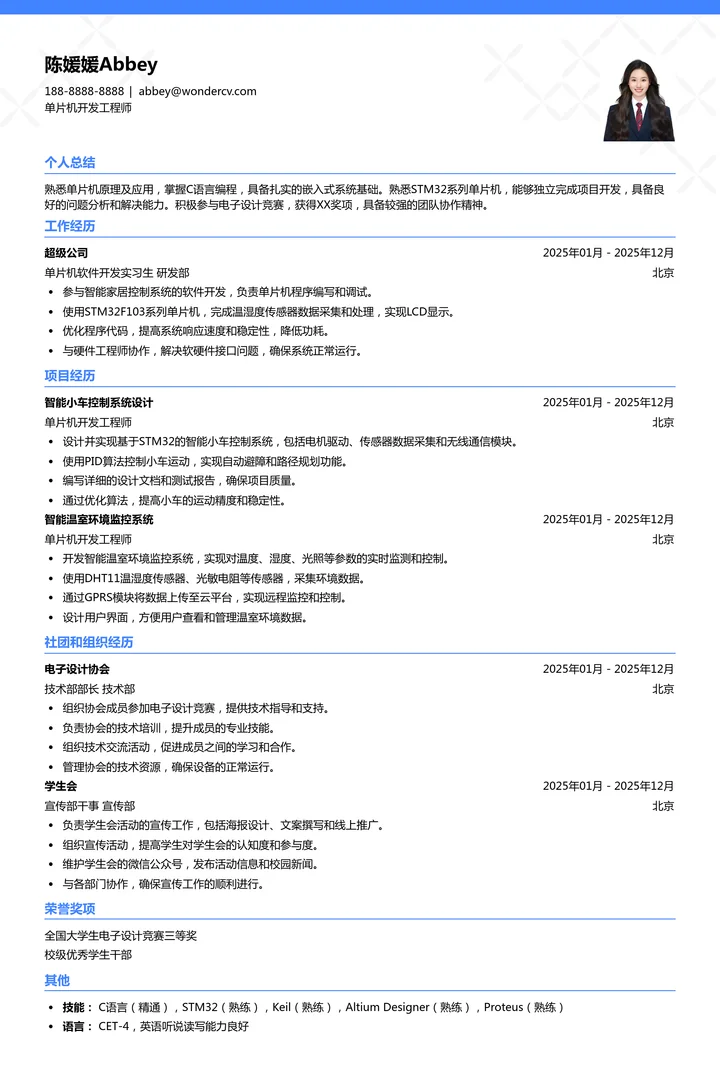 陈媛媛Abbey
188-8888-8888 | abbey@wondercv.com
单片机开发工程师
个人总结
熟悉单片机原理及应用，掌握C语言编程，具备扎实的嵌入式系统基础。熟悉STM32系列单片机，能够独立完成项目开发，具备良
好的问题分析和解决能力。积极参与电子设计竞赛，获得XX奖项，具备较强的团队协作精神。
工作经历
超级公司 2025年01月 - 2025年12月
单片机软件开发实习生 研发部 北京
• 参与智能家居控制系统的软件开发，负责单片机程序编写和调试。
• 使用STM32F103系列单片机，完成温湿度传感器数据采集和处理，实现LCD显示。
• 优化程序代码，提高系统响应速度和稳定性，降低功耗。
• 与硬件工程师协作，解决软硬件接口问题，确保系统正常运行。
项目经历
智能小车控制系统设计 2025年01月 - 2025年12月
单片机开发工程师 北京
• 设计并实现基于STM32的智能小车控制系统，包括电机驱动、传感器数据采集和无线通信模块。
• 使用PID算法控制小车运动，实现自动避障和路径规划功能。
• 编写详细的设计文档和测试报告，确保项目质量。
• 通过优化算法，提高小车的运动精度和稳定性。
智能温室环境监控系统 2025年01月 - 2025年12月
单片机开发工程师 北京
• 开发智能温室环境监控系统，实现对温度、湿度、光照等参数的实时监测和控制。
• 使用DHT11温湿度传感器、光敏电阻等传感器，采集环境数据。
• 通过GPRS模块将数据上传至云平台，实现远程监控和控制。
• 设计用户界面，方便用户查看和管理温室环境数据。
社团和组织经历
电子设计协会 2025年01月 - 2025年12月
技术部部长 技术部 北京
• 组织协会成员参加电子设计竞赛，提供技术指导和支持。
• 负责协会的技术培训，提升成员的专业技能。
• 组织技术交流活动，促进成员之间的学习和合作。
• 管理协会的技术资源，确保设备的正常运行。
学生会 2025年01月 - 2025年12月
宣传部干事 宣传部 北京
• 负责学生会活动的宣传工作，包括海报设计、文案撰写和线上推广。
• 组织宣传活动，提高学生对学生会的认知度和参与度。
• 维护学生会的微信公众号，发布活动信息和校园新闻。
• 与各部门协作，确保宣传工作的顺利进行。
荣誉奖项
全国大学生电子设计竞赛三等奖
校级优秀学生干部
其他
• 技能： C语言（精通），STM32（熟练），Keil（熟练），Altium Designer（熟练），Proteus（熟练）
• 语言： CET-4，英语听说读写能力良好